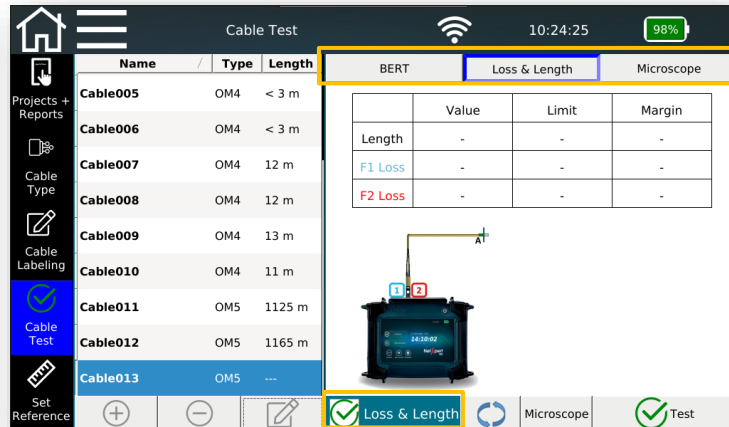 Cable Test
10:24:25
98%
Projects +
Reports
Cable
Type
Cable
Labeling
Cable
Test
Set
Reference
Name / Type Length
Cable005 OM4 < 3 m
Cable006 OM4 < 3 m
Cable007 OM4 12 m
Cable008 OM4 12 m
Cable009 OM4 13 m
Cable010 OM4 11 m
Cable011 OM5 1125 m
Cable012 OM5 1165 m
Cable013 OM5 ---
BERT Loss & Length Microscope
Value Limit Margin
Length - - -
F1 Loss - - -
F2 Loss - - -
A
1 2
14:10:02
Loss & Length Microscope Test